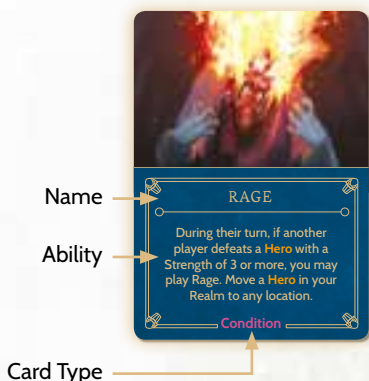 Name
RAGE
Ability
During their turn, if another
player defeats a Hero with a
Strength of 3 or more, you may
play Rage. Move a Hero in your
Realm to any location.
Condition
Card Type